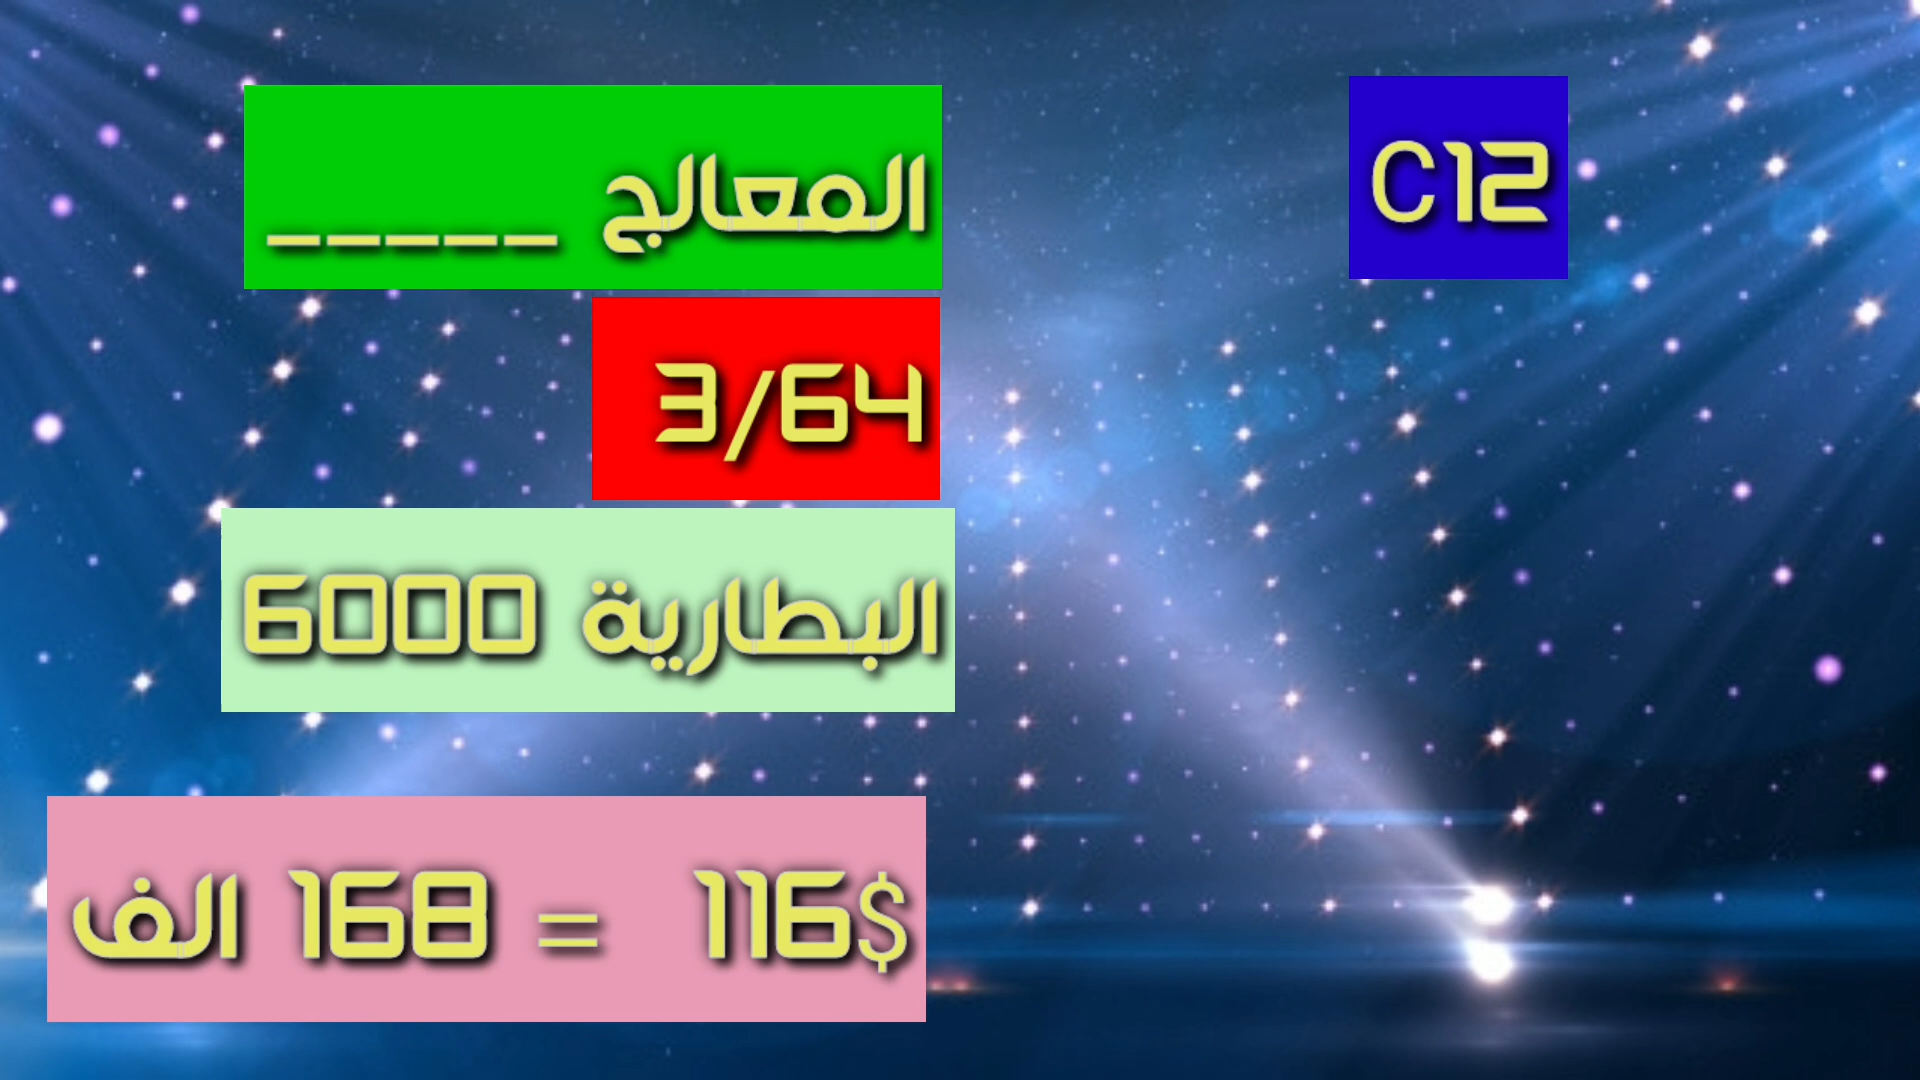 C12
المعالج _____
3/64
البطارية 6000
116$ = 168 الف